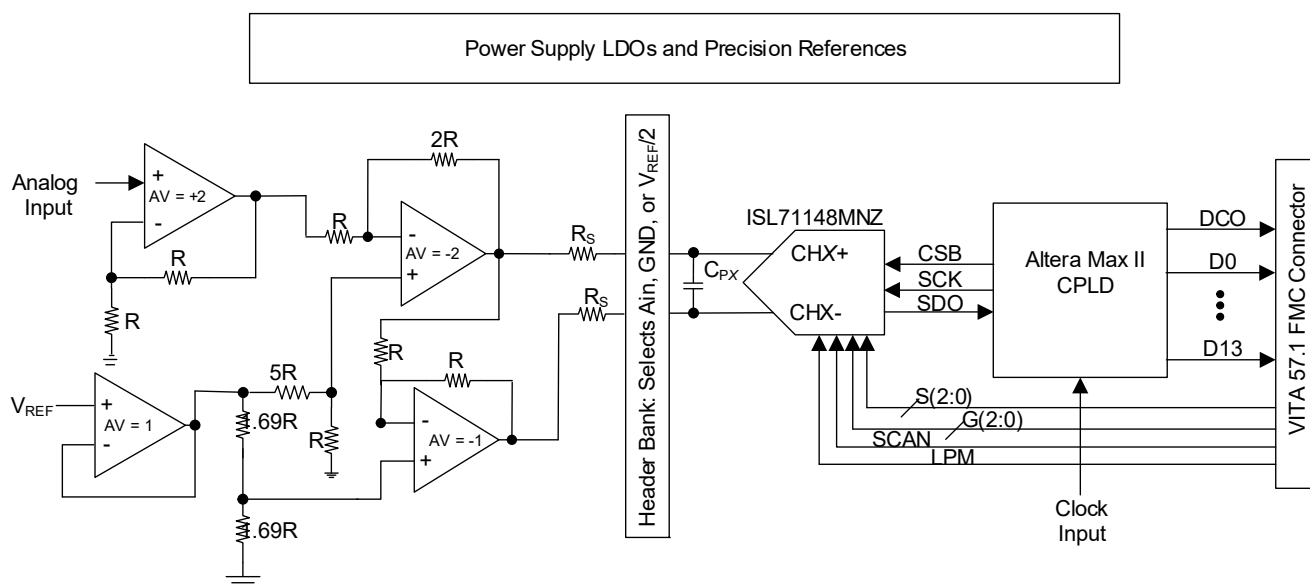 Power Supply LDOs and Precision References
Analog
Input
+
AV = +2
-
R
R
2R
R
-
AV = -2
+
R
R
-
AV = -1
+
VREF
+
AV = 1
-
5R
R
.69R
.69R
RS
RS
Header Bank: Selects Ain, GND, or VREF/2
CPX
ISL71148MNZ
CHX+
CHX-
CSB
SCK
SDO
Altera Max II
CPLD
DCO
D0
D13
S(2:0)
G(2:0)
SCAN
LPM
Clock
Input
VITA 57.1 FMC Connector